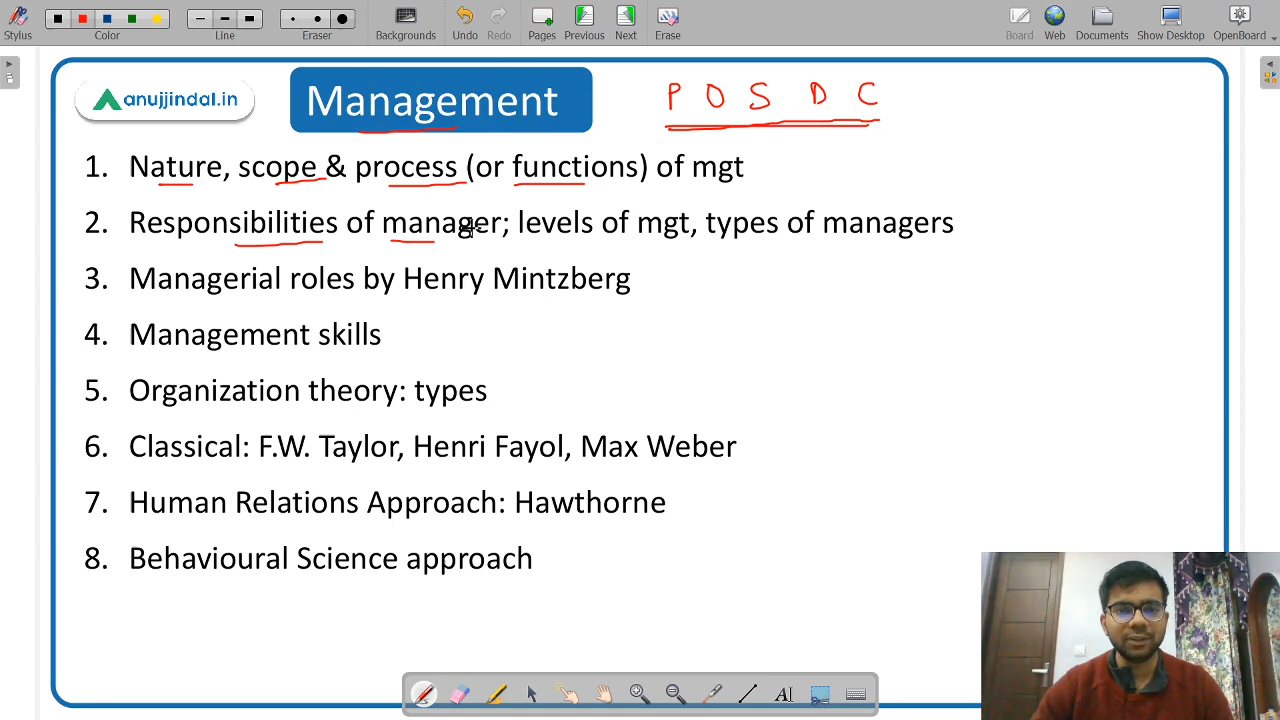 Stylus Color Line Eraser Backgrounds Undo Redo Pages Previous Next Erase Board Web Documents Show Desktop OpenBoard
anujjindal.in
Management
P O S D C
1. Nature, scope & process (or functions) of mgt
2. Responsibilities of manager; levels of mgt, types of managers
3. Managerial roles by Henry Mintzberg
4. Management skills
5. Organization theory: types
6. Classical: F.W. Taylor, Henri Fayol, Max Weber
7. Human Relations Approach: Hawthorne
8. Behavioural Science approach